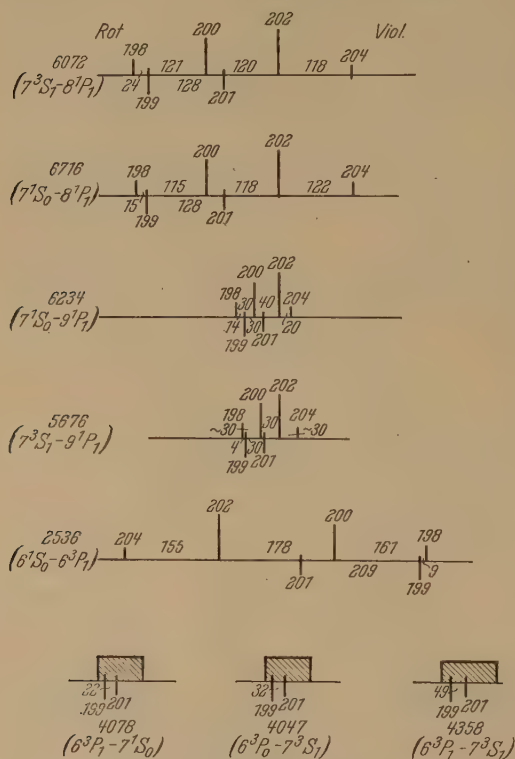 Rot 202 Viol.
200
6072 198 121 120 118 204
(7³S₁-8¹P₁) 24 128
199 201
202
200
6716 198 115 118 122 204
(7¹S₀-8¹P₁) 15 128
199 201
202
200
6234 198 30 40 204
(7¹S₀-9¹P₁) 14 30 20
199 201
202
200
5676 198 30 204
(7³S₁-9¹P₁) ~30 ~30
4 30
199 201
202 200
2536 204 155 178 161 198
(6¹S₀-6³P₁) 201 209 9
199
22 32 49
199 201 199 201 199 201
4078 4047 4358
(6³P₁-7¹S₀) (6³P₀-7³S₁) (6³P₁-7³S₁)